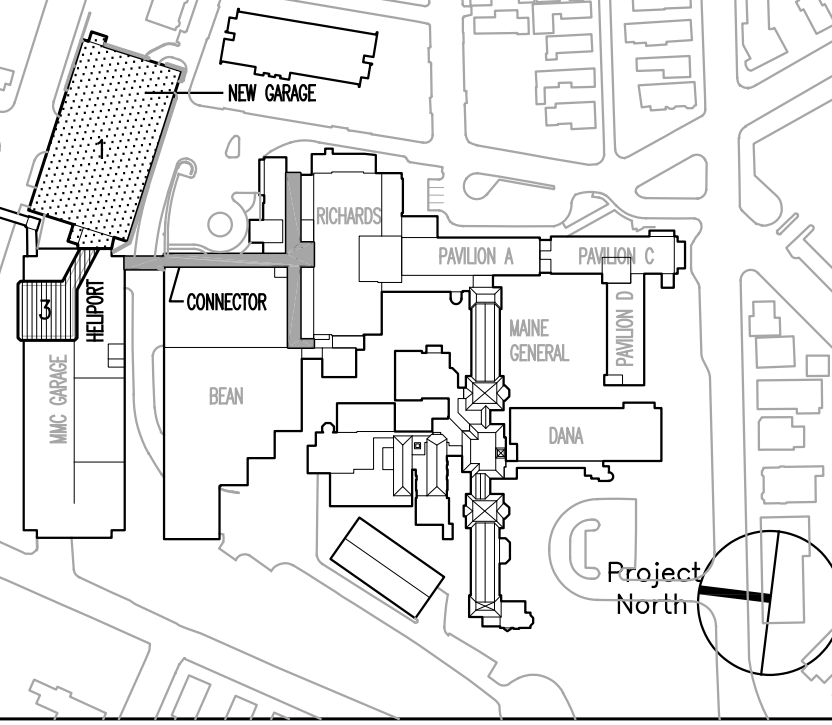 NEW GARAGE
1
RICHARDS
PAVILION A
PAVILION C
CONNECTOR
3
HELIPORT
PAVILION D
MAINE
GENERAL
MMC GARAGE
BEAN
DANA
Project
North